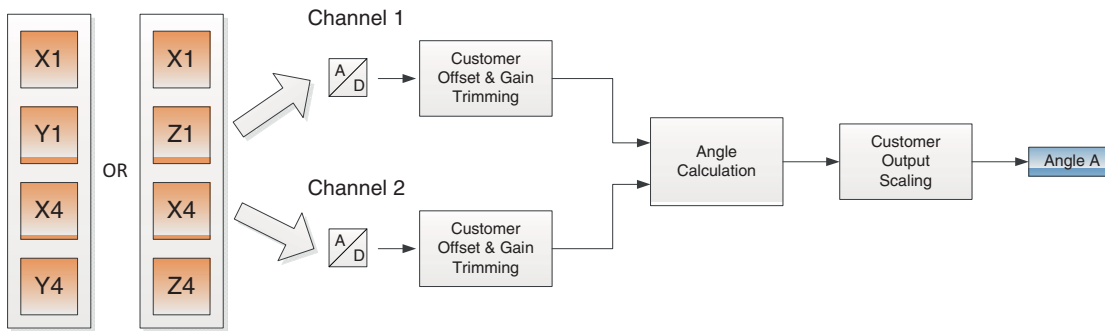 X1
Y1
X4
Y4
OR
X1
Z1
X4
Z4
Channel 1
A
D
Customer
Offset & Gain
Trimming
Channel 2
A
D
Customer
Offset & Gain
Trimming
Angle
Calculation
Customer
Output
Scaling
Angle A